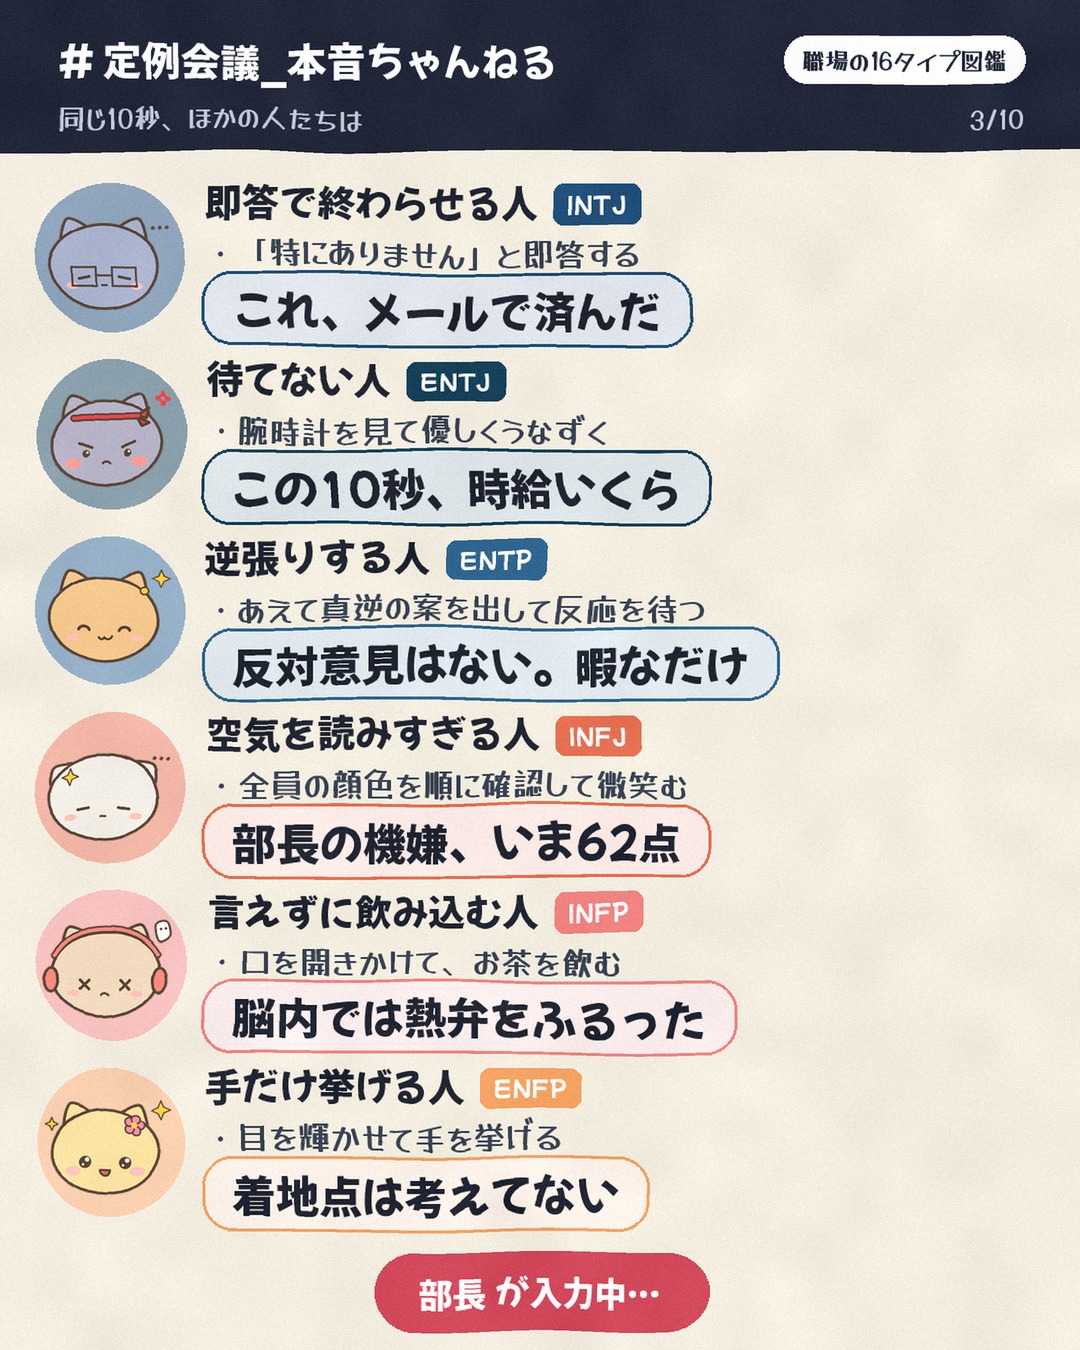 # 定例会議_本音ちゃんねる
職場の16タイプ図鑑
同じ10秒、ほかの人たちは
3/10
即答で終わらせる人 INTJ
・「特にありません」と即答する
これ、メールで済んだ
待てない人 ENTJ
・腕時計を見て優しくうなずく
この10秒、時給いくら
逆張りする人 ENTP
・あえて真逆の案を出して反応を待つ
反対意見はない。暇なだけ
空気を読みすぎる人 INFJ
・全員の顔色を順に確認して微笑む
部長の機嫌、いま62点
言えずに飲み込む人 INFP
・口を開きかけて、お茶を飲む
脳内では熱弁をふるった
手だけ挙げる人 ENFP
・目を輝かせて手を挙げる
着地点は考えてない
部長 が入力中…